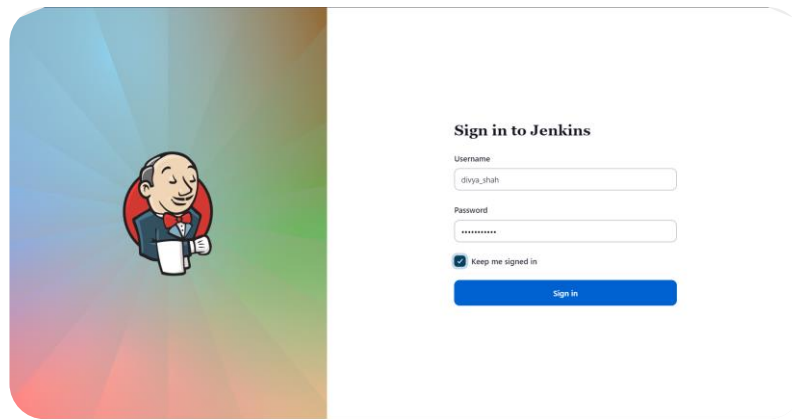 Sign in to Jenkins
Username
divya_shah
Password
•••••••••••
Keep me signed in
Sign in